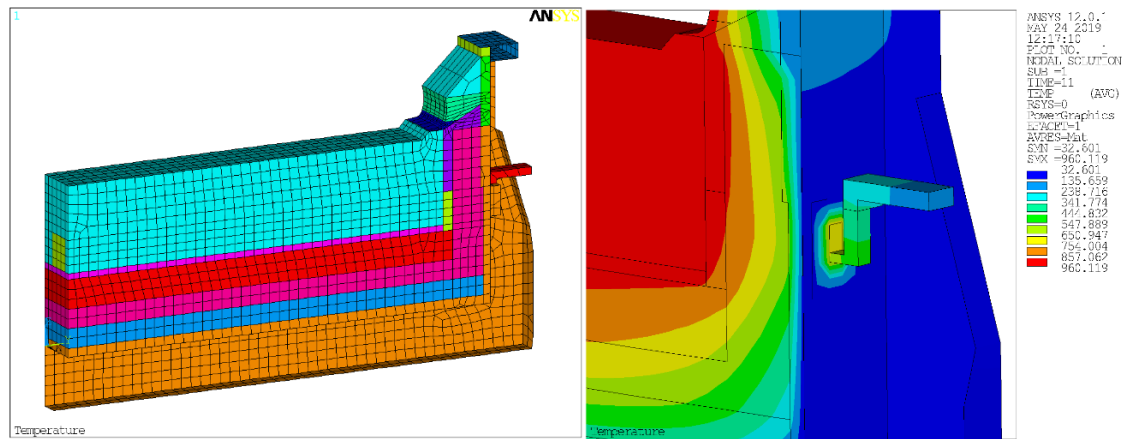 1
ANSYS
Temperature
Temperature
ANSYS 12.0.1
MAY 24 2019
12:17:10
PLOT NO. 1
NODAL SOLUTION
SUB =1
TIME=11
TEMP (AVG)
RSYS=0
PowerGraphics
EFACET=1
AVRES=Mat
SMN =32.601
SMX =960.119
32.601
135.659
238.716
341.774
444.832
547.889
650.947
754.004
857.062
960.119